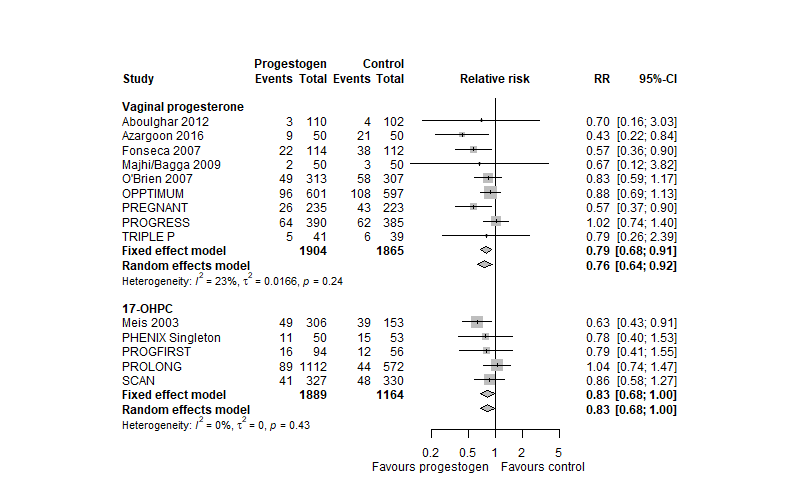 Progestogen Control
Study Events Total Events Total Relative risk RR 95%-CI
Vaginal progesterone
Aboulghar 2012 3 110 4 102 0.70 [0.16; 3.03]
Azargoon 2016 9 50 21 50 0.43 [0.22; 0.84]
Fonseca 2007 22 114 38 112 0.57 [0.36; 0.90]
Majhi/Bagga 2009 2 50 3 50 0.67 [0.12; 3.82]
O'Brien 2007 49 313 58 307 0.83 [0.59; 1.17]
OPPTIMUM 96 601 108 597 0.88 [0.69; 1.13]
PREGNANT 26 235 43 223 0.57 [0.37; 0.90]
PROGRESS 64 390 62 385 1.02 [0.74; 1.40]
TRIPLE P 5 41 6 39 0.79 [0.26; 2.39]
Fixed effect model 1904 1865 0.79 [0.68; 0.91]
Random effects model 0.76 [0.64; 0.92]
Heterogeneity: I² = 23%, τ² = 0.0166, p = 0.24
17-OHPC
Meis 2003 49 306 39 153 0.63 [0.43; 0.91]
PHENIX Singleton 11 50 15 53 0.78 [0.40; 1.53]
PROGFIRST 16 94 12 56 0.79 [0.41; 1.55]
PROLONG 89 1112 44 572 1.04 [0.74; 1.47]
SCAN 41 327 48 330 0.86 [0.58; 1.27]
Fixed effect model 1889 1164 0.83 [0.68; 1.00]
Random effects model 0.83 [0.68; 1.00]
Heterogeneity: I² = 0%, τ² = 0, p = 0.43
0.2 0.5 1 2 5
Favours progestogen Favours control